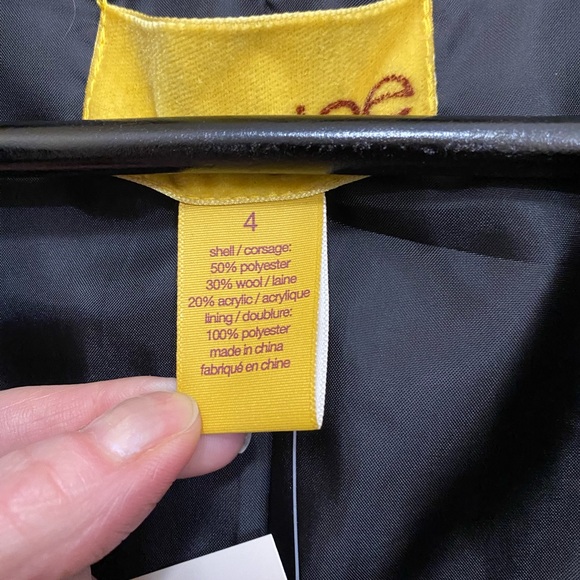 4
shell / corsage:
50% polyester
30% wool / laine
20% acrylic / acrylique
lining / doublure:
100% polyester
made in china
fabriqué en chine